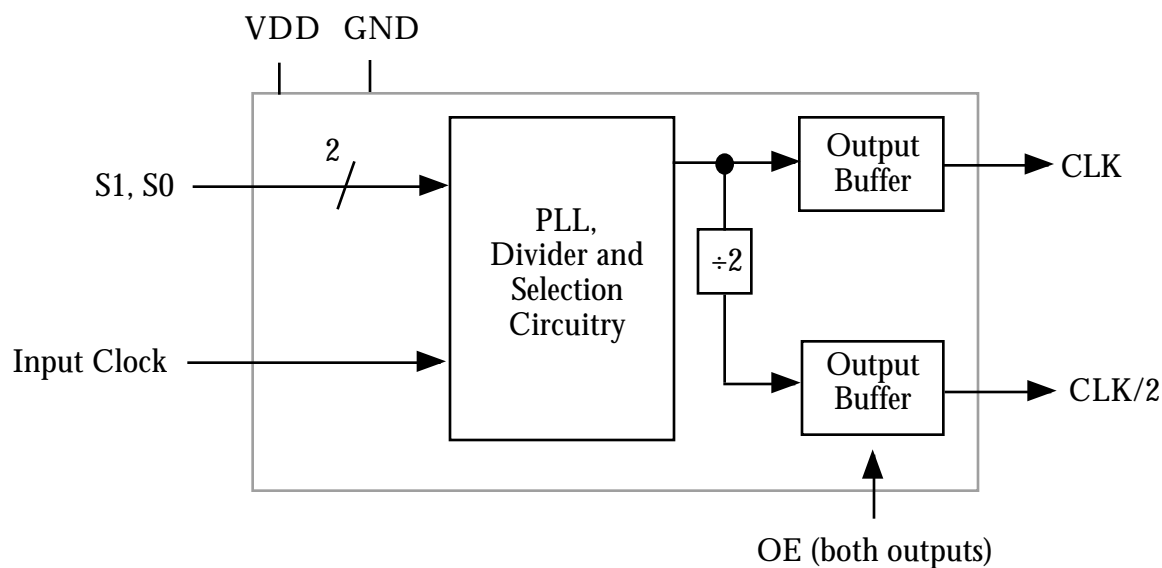 VDD GND
2
S1, S0
Input Clock
PLL,
Divider and
Selection
Circuitry
Output
Buffer
CLK
÷2
Output
Buffer
CLK/2
OE (both outputs)